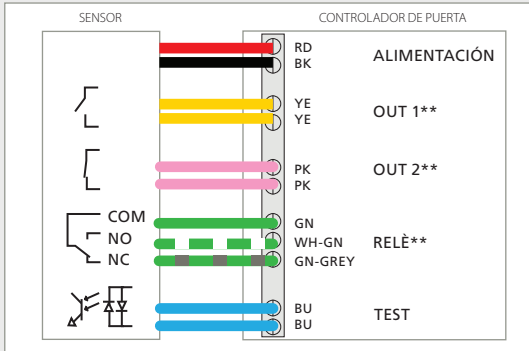 SENSOR CONTROLADOR DE PUERTA
RD
BK
ALIMENTACIÓN
YE
YE
OUT 1**
PK
PK
OUT 2**
COM
NO
NC
GN
WH-GN
GN-GREY
RELÈ**
BU
BU
TEST